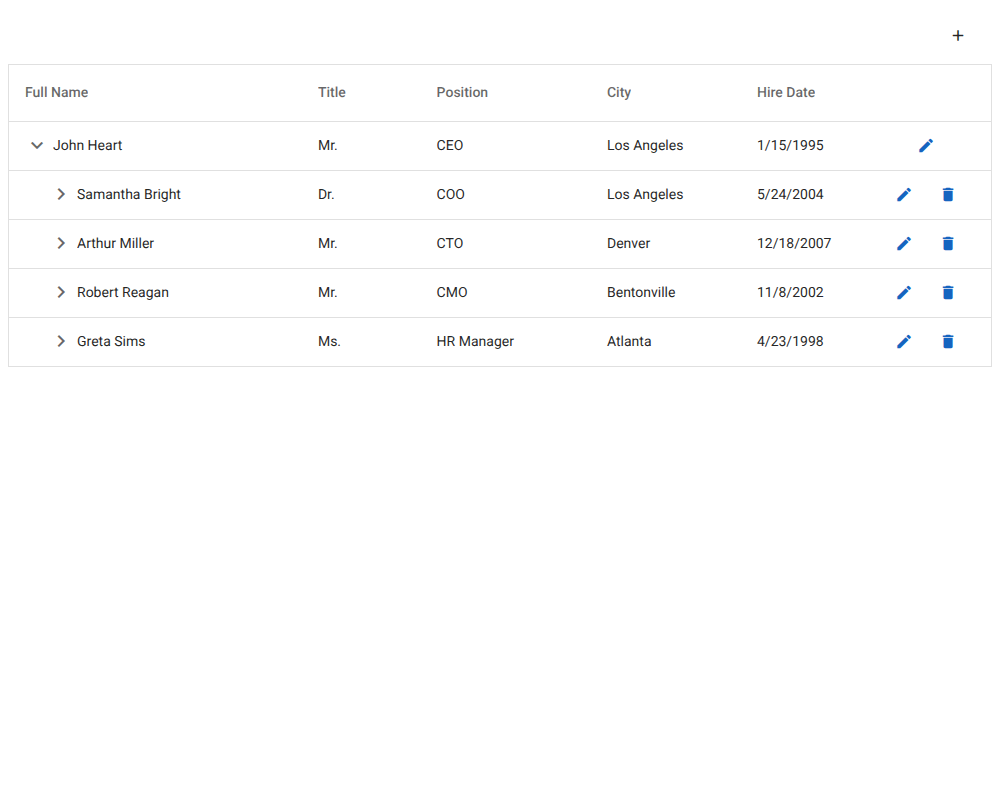 +
Full Name Title Position City Hire Date
John Heart Mr. CEO Los Angeles 1/15/1995
Samantha Bright Dr. COO Los Angeles 5/24/2004
Arthur Miller Mr. CTO Denver 12/18/2007
Robert Reagan Mr. CMO Bentonville 11/8/2002
Greta Sims Ms. HR Manager Atlanta 4/23/1998